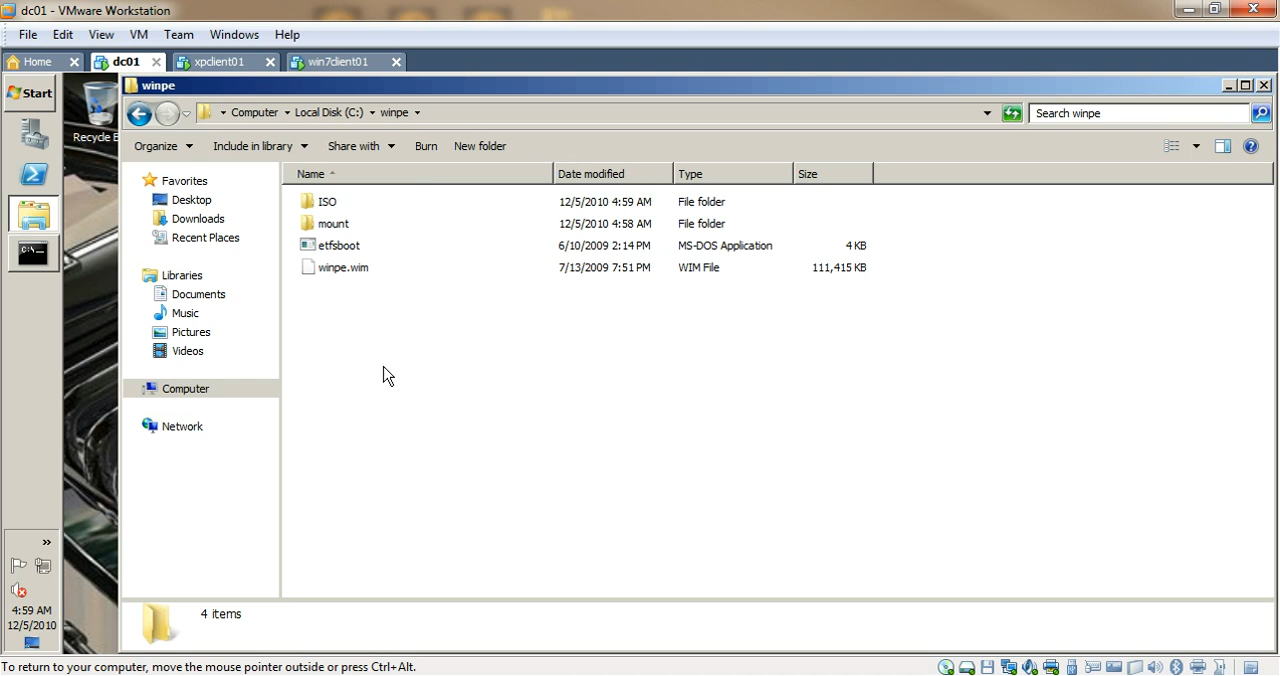 dc01 - VMware Workstation
File Edit View VM Team Windows Help
Home dc01 xpclient01 win7client01
Start winpe
Computer Local Disk (C:) winpe Search winpe
Recycle B
Organize Include in library Share with Burn New folder
Name Date modified Type Size
Favorites
Desktop
Downloads
Recent Places
Libraries
Documents
Music
Pictures
Videos
Computer
Network
ISO 12/5/2010 4:59 AM File folder
mount 12/5/2010 4:58 AM File folder
etfsboot 6/10/2009 2:14 PM MS-DOS Application 4 KB
winpe.wim 7/13/2009 7:51 PM WIM File 111,415 KB
C:\_
»
4:59 AM
12/5/2010
4 items
To return to your computer, move the mouse pointer outside or press Ctrl+Alt.